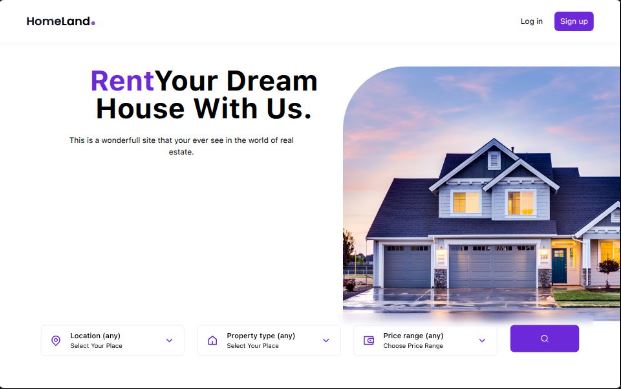 HomeLand.
Log in
Sign up
RentYour Dream
House With Us.
This is a wonderfull site that your ever see in the world of real
estate.
Location (any)
Select Your Place
Property type (any)
Select Your Place
Price range (any)
Choose Price Range